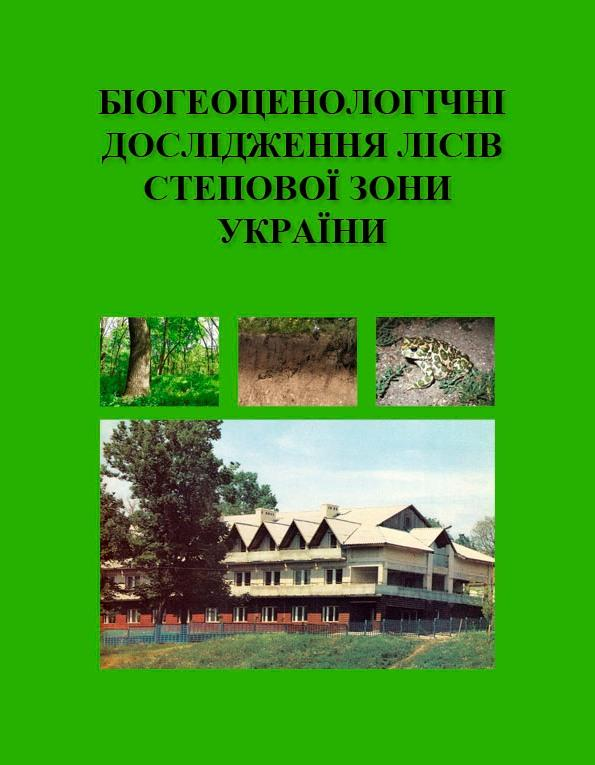 БІОГЕОЦЕНОЛОГІЧНІ
ДОСЛІДЖЕННЯ ЛІСІВ
СТЕПОВОЇ ЗОНИ
УКРАЇНИ